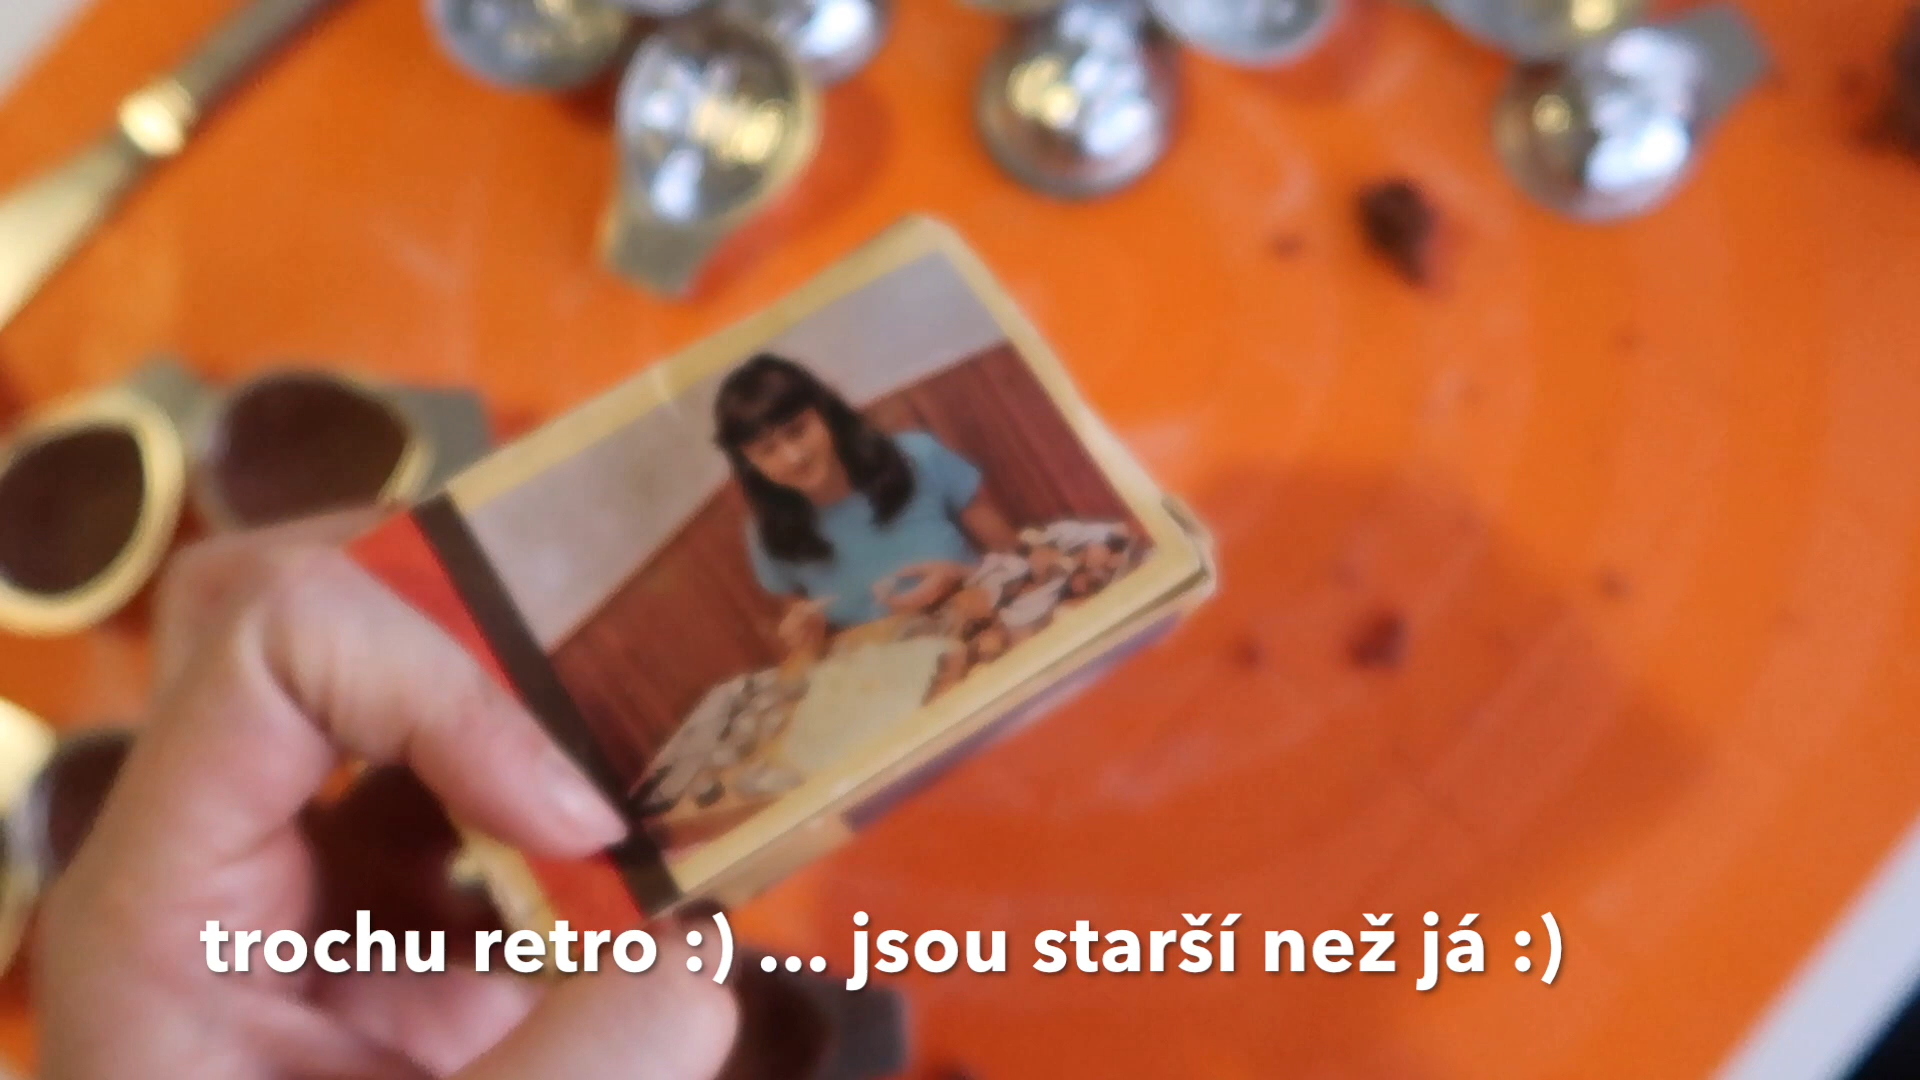 trochu retro :) ... jsou starší než já :)